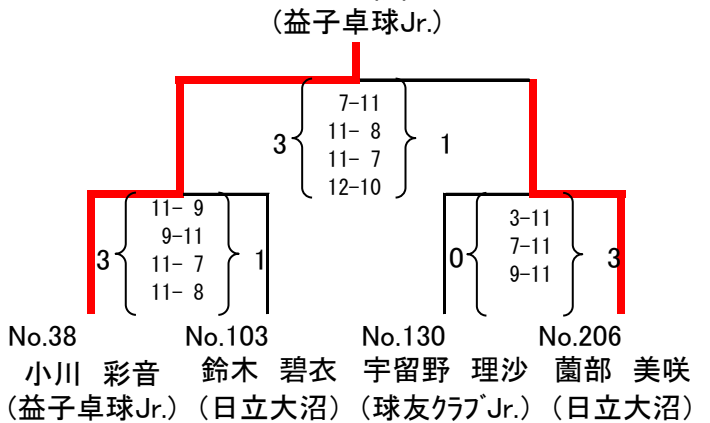 (益子卓球Jr.)
7-11
3 11- 8 1
11- 7
12-10
11- 9
9-11
3 11- 7 1
11- 8
3-11
0 7-11 3
9-11
No.38 No.103 No.130 No.206
小川 彩音 鈴木 碧衣 宇留野 理沙 薗部 美咲
(益子卓球Jr.) (日立大沼) (球友クラブJr.) (日立大沼)